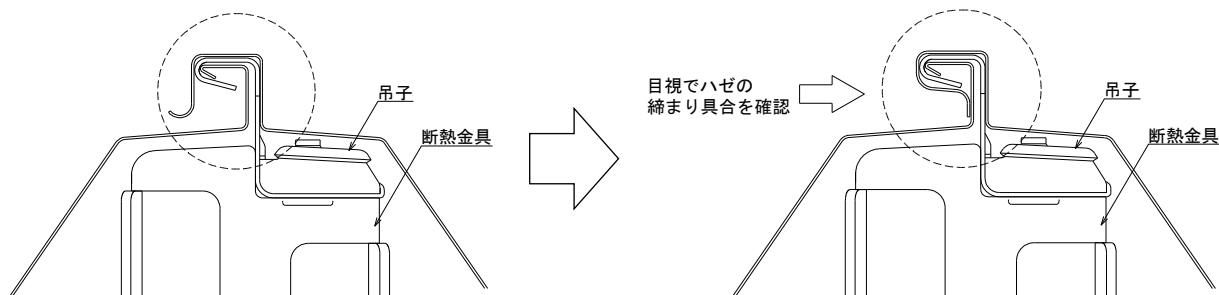 吊子
断熱金具
目視でハゼの
締まり具合を確認
吊子
断熱金具